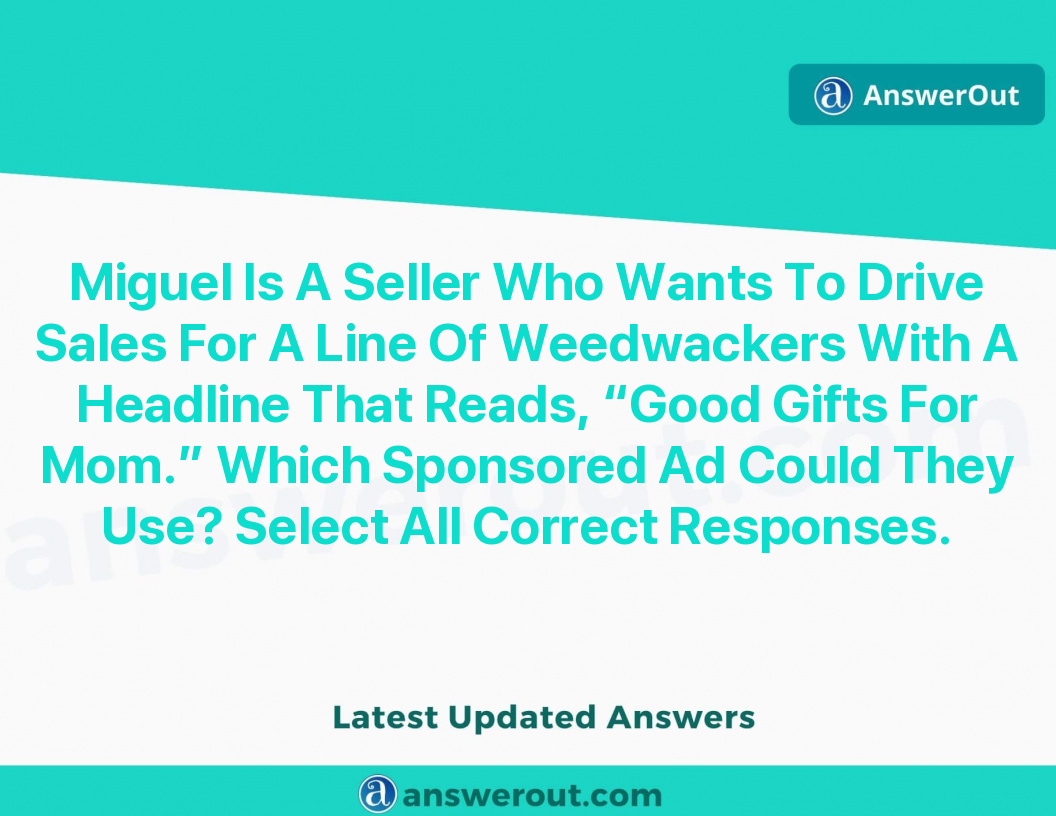 AnswerOut
Miguel Is A Seller Who Wants To Drive
Sales For A Line Of Weedwackers With A
Headline That Reads, “Good Gifts For
Mom.” Which Sponsored Ad Could They
Use? Select All Correct Responses.
answerout.com
Latest Updated Answers
answerout.com